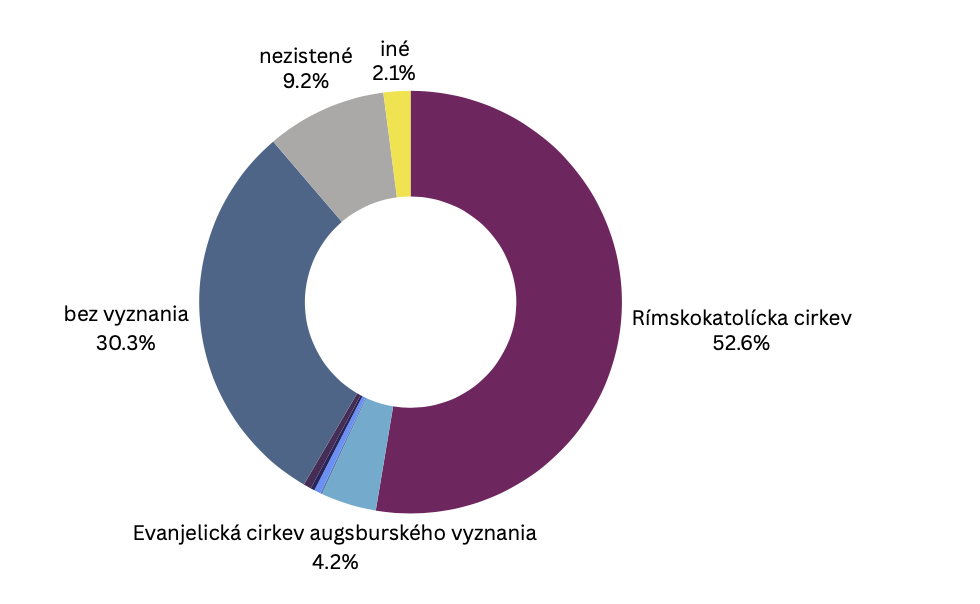 nezistené
9.2%
iné
2.1%
bez vyznania
30.3%
Rímskokatolícka cirkev
52.6%
Evanjelická cirkev augsburského vyznania
4.2%